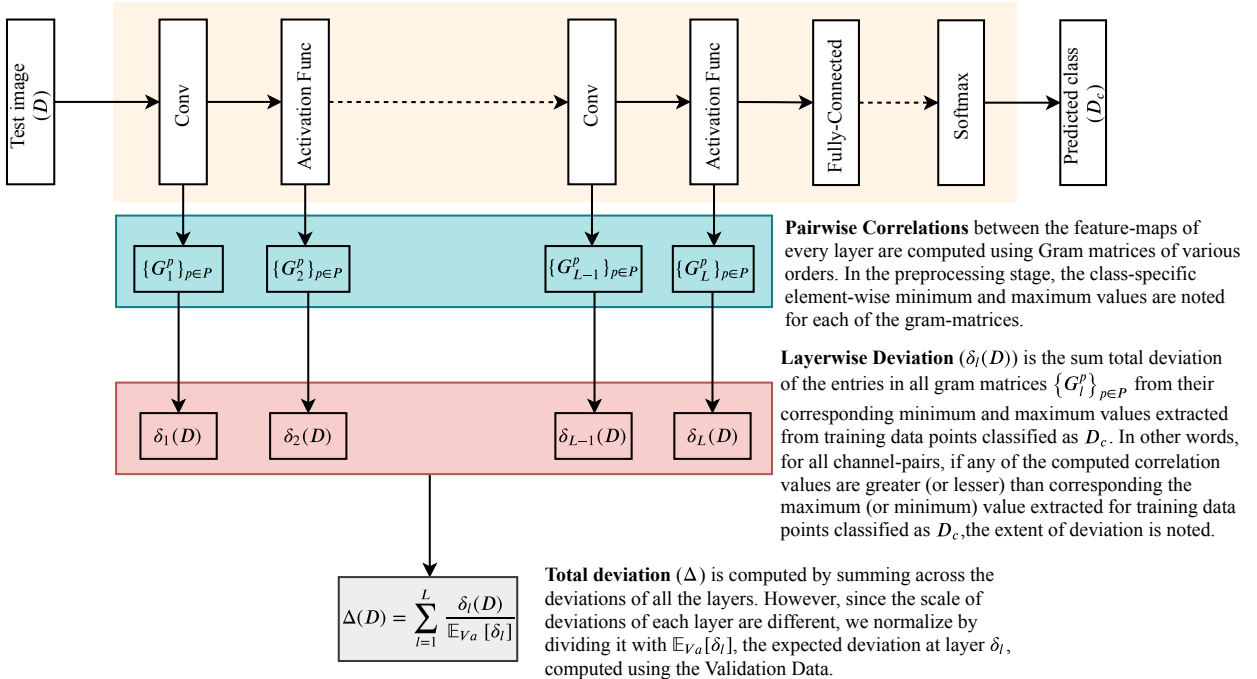 Test image
(D)
Conv
Activation Func
Conv
Activation Func
Fully-Connected
Softmax
Predicted class
(D_c)
{G_1^p}_{p∈P}
{G_2^p}_{p∈P}
{G_{L−1}^p}_{p∈P}
{G_L^p}_{p∈P}
Pairwise Correlations between the feature-maps of
every layer are computed using Gram matrices of various
orders. In the preprocessing stage, the class-specific
element-wise minimum and maximum values are noted
for each of the gram-matrices.
δ_1(D)
δ_2(D)
δ_{L−1}(D)
δ_L(D)
Layerwise Deviation (δ_l(D)) is the sum total deviation
of the entries in all gram matrices {G_l^p}_{p∈P} from their
corresponding minimum and maximum values extracted
from training data points classified as D_c. In other words,
for all channel-pairs, if any of the computed correlation
values are greater (or lesser) than corresponding the
maximum (or minimum) value extracted for training data
points classified as D_c,the extent of deviation is noted.
Δ(D) = ∑_{l=1}^{L} δ_l(D) / 𝔼_{Va} [δ_l]
Total deviation (Δ) is computed by summing across the
deviations of all the layers. However, since the scale of
deviations of each layer are different, we normalize by
dividing it with 𝔼_{Va}[δ_l], the expected deviation at layer δ_l,
computed using the Validation Data.